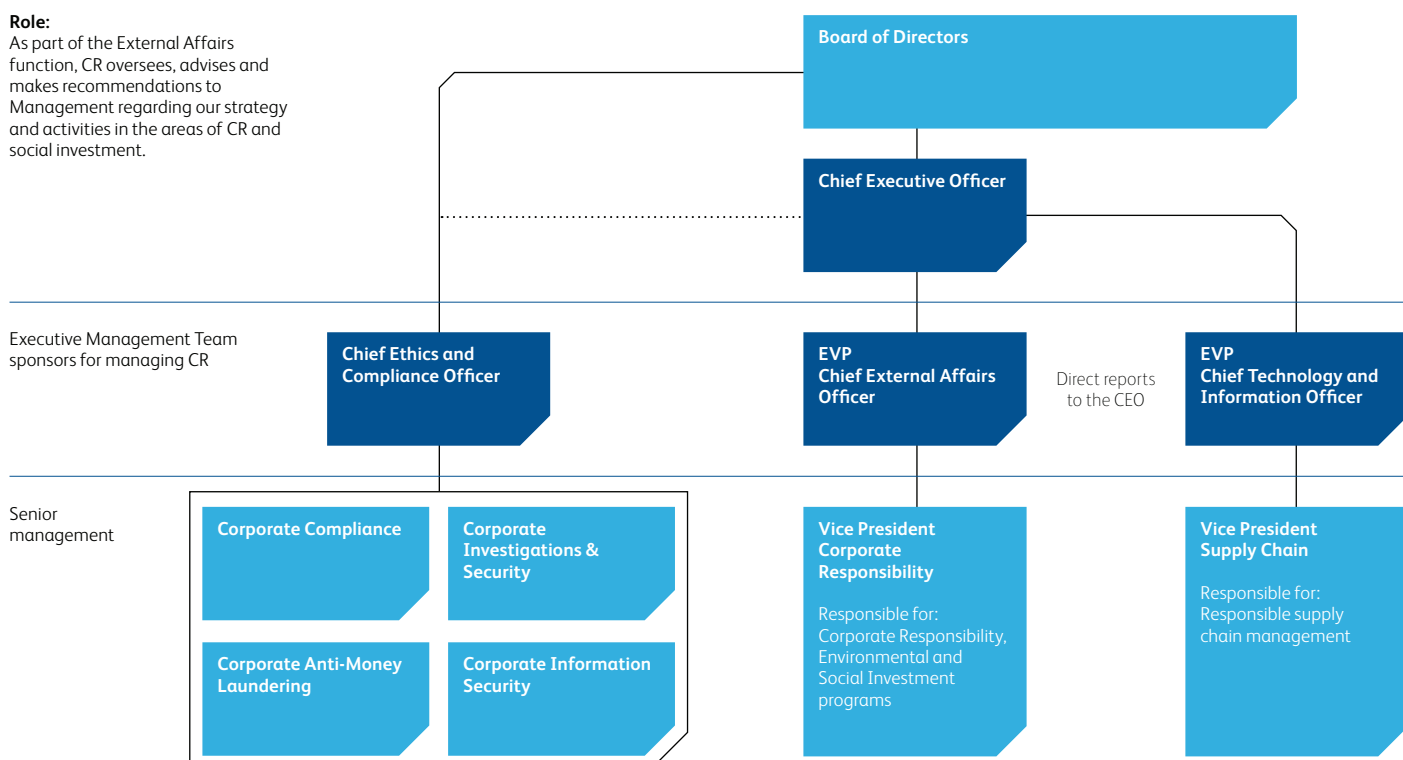 Role:
As part of the External Affairs
function, CR oversees, advises and
makes recommendations to
Management regarding our strategy
and activities in the areas of CR and
social investment.
Board of Directors
Chief Executive Officer
Executive Management Team
sponsors for managing CR
Chief Ethics and
Compliance Officer
EVP
Chief External Affairs
Officer
Direct reports
to the CEO
EVP
Chief Technology and
Information Officer
Senior
management
Corporate Compliance
Corporate
Investigations &
Security
Corporate Anti-Money
Laundering
Corporate Information
Security
Vice President
Corporate
Responsibility
Responsible for:
Corporate Responsibility,
Environmental and
Social Investment
programs
Vice President
Supply Chain
Responsible for:
Responsible supply
chain management